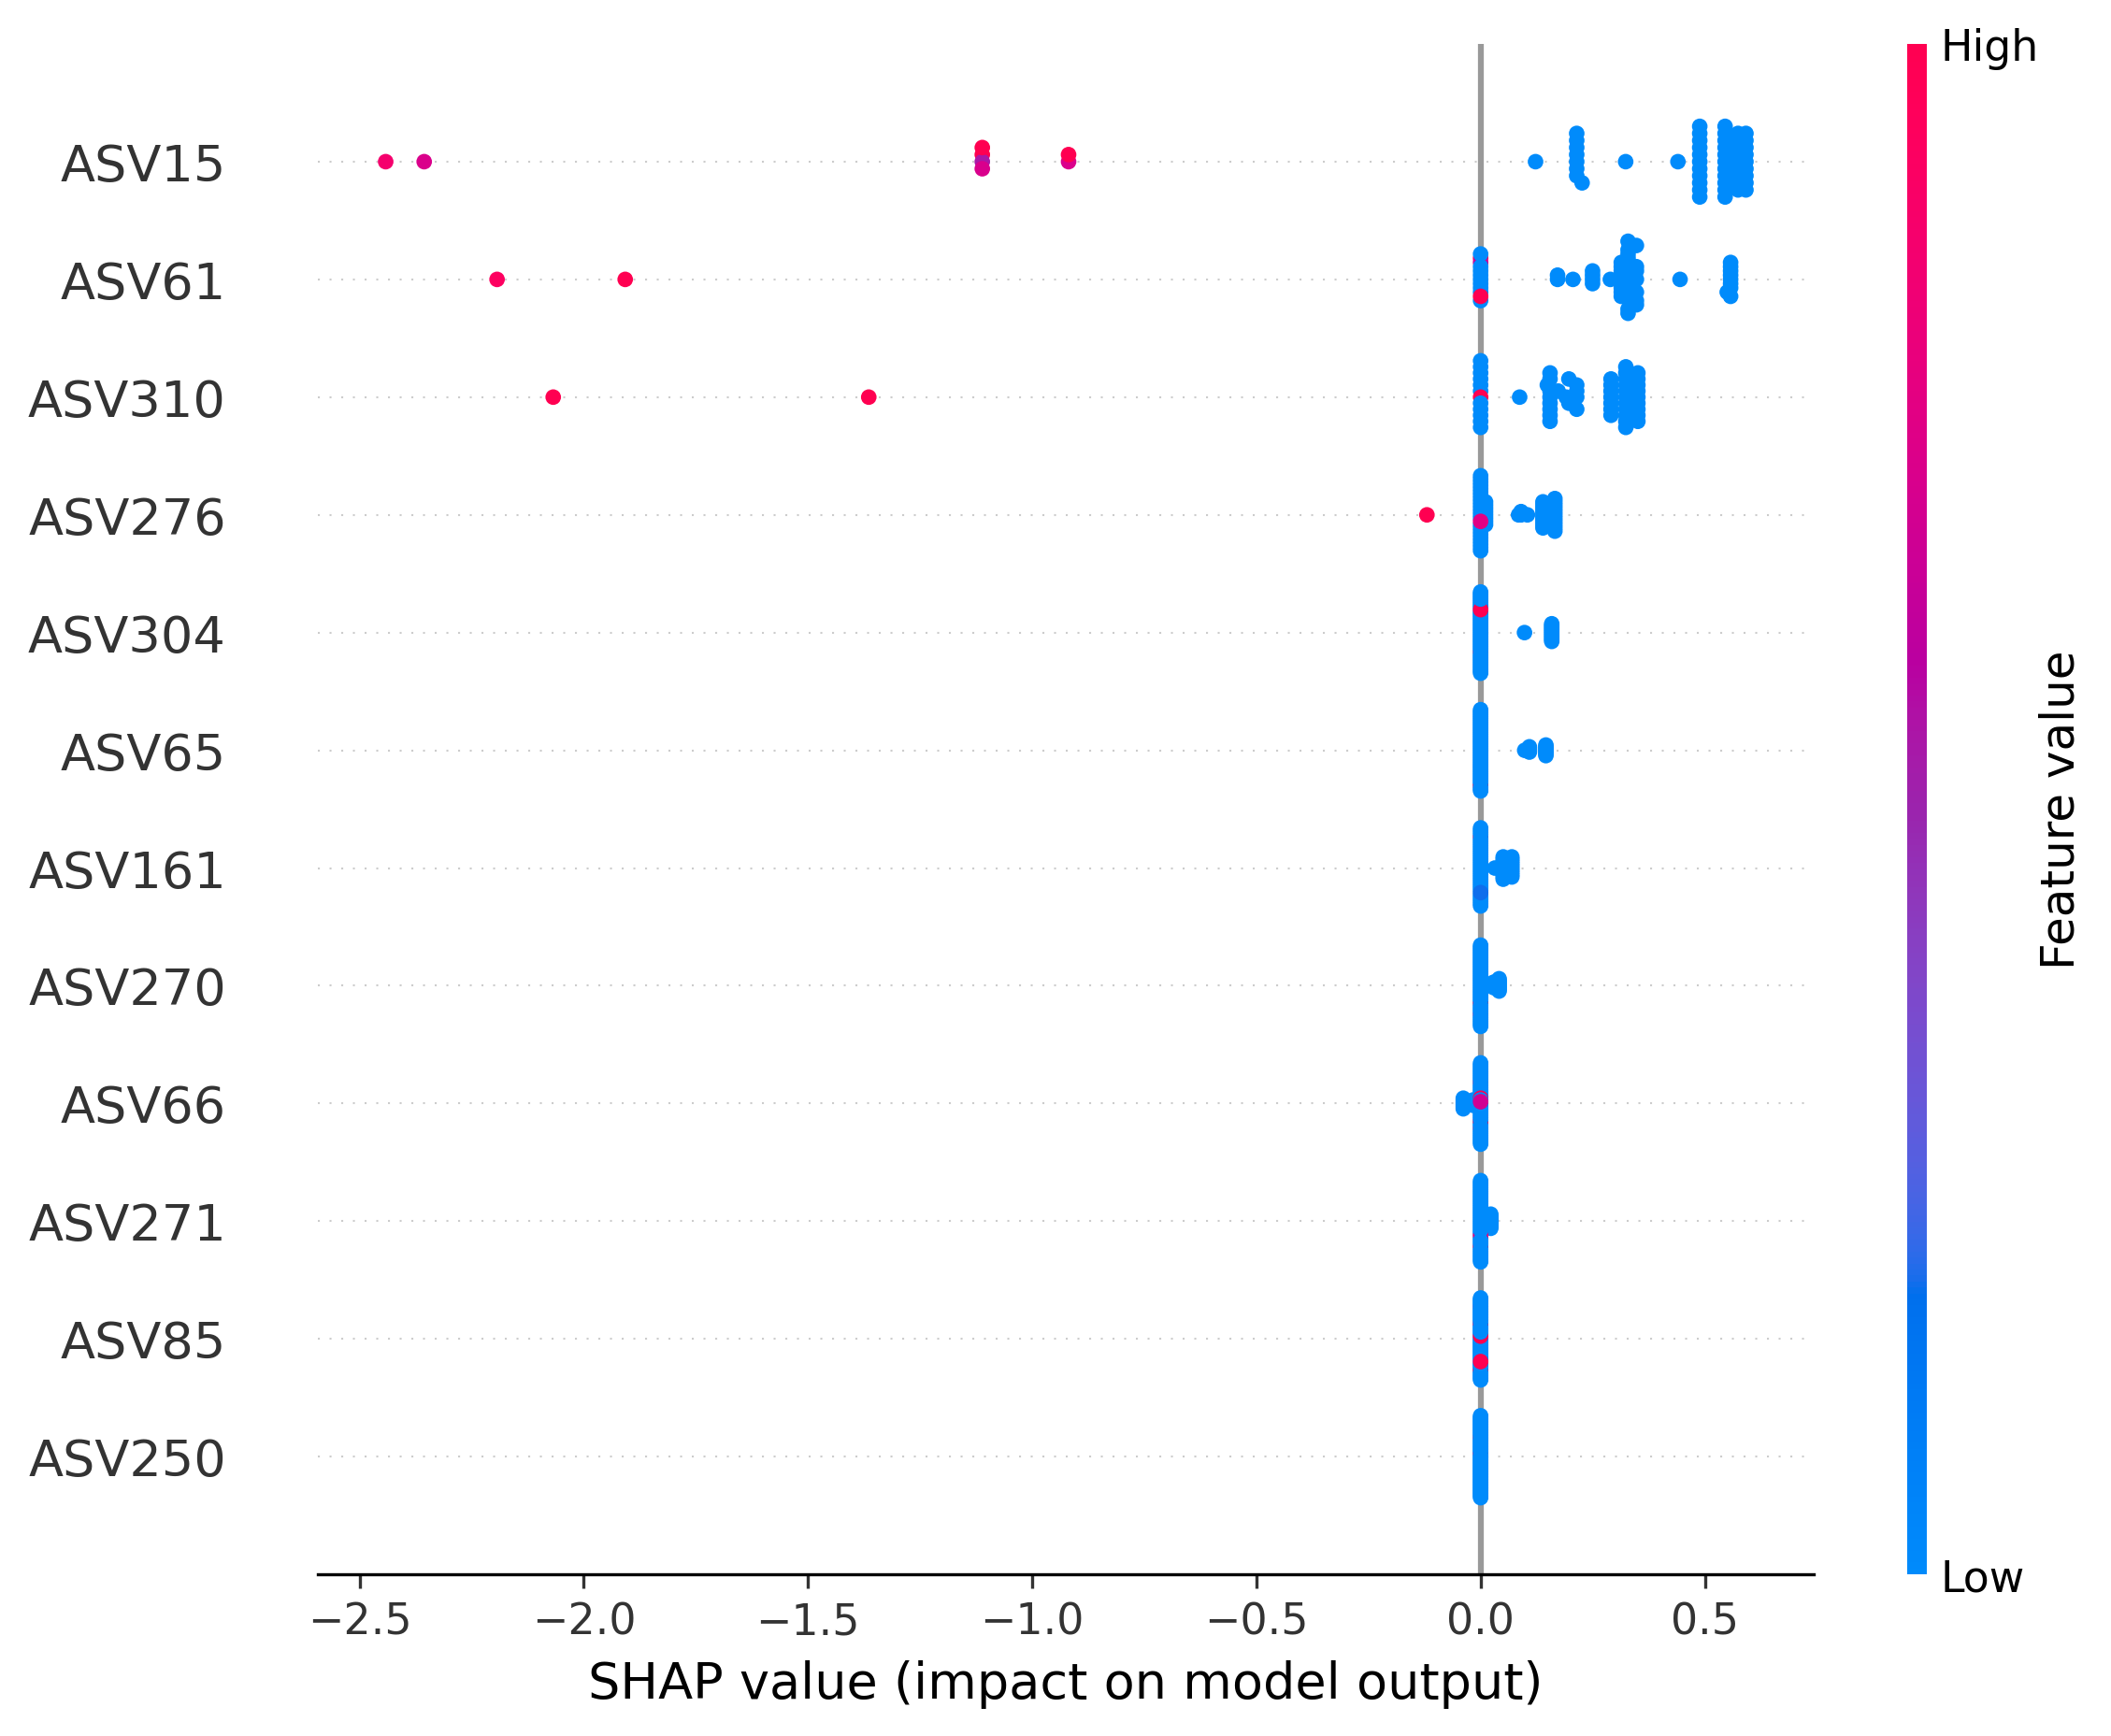 High
ASV15
ASV61
ASV310
ASV276
ASV304
ASV65
ASV161
ASV270
ASV66
ASV271
ASV85
ASV250
Feature value
Low
−2.5 −2.0 −1.5 −1.0 −0.5 0.0 0.5
SHAP value (impact on model output)